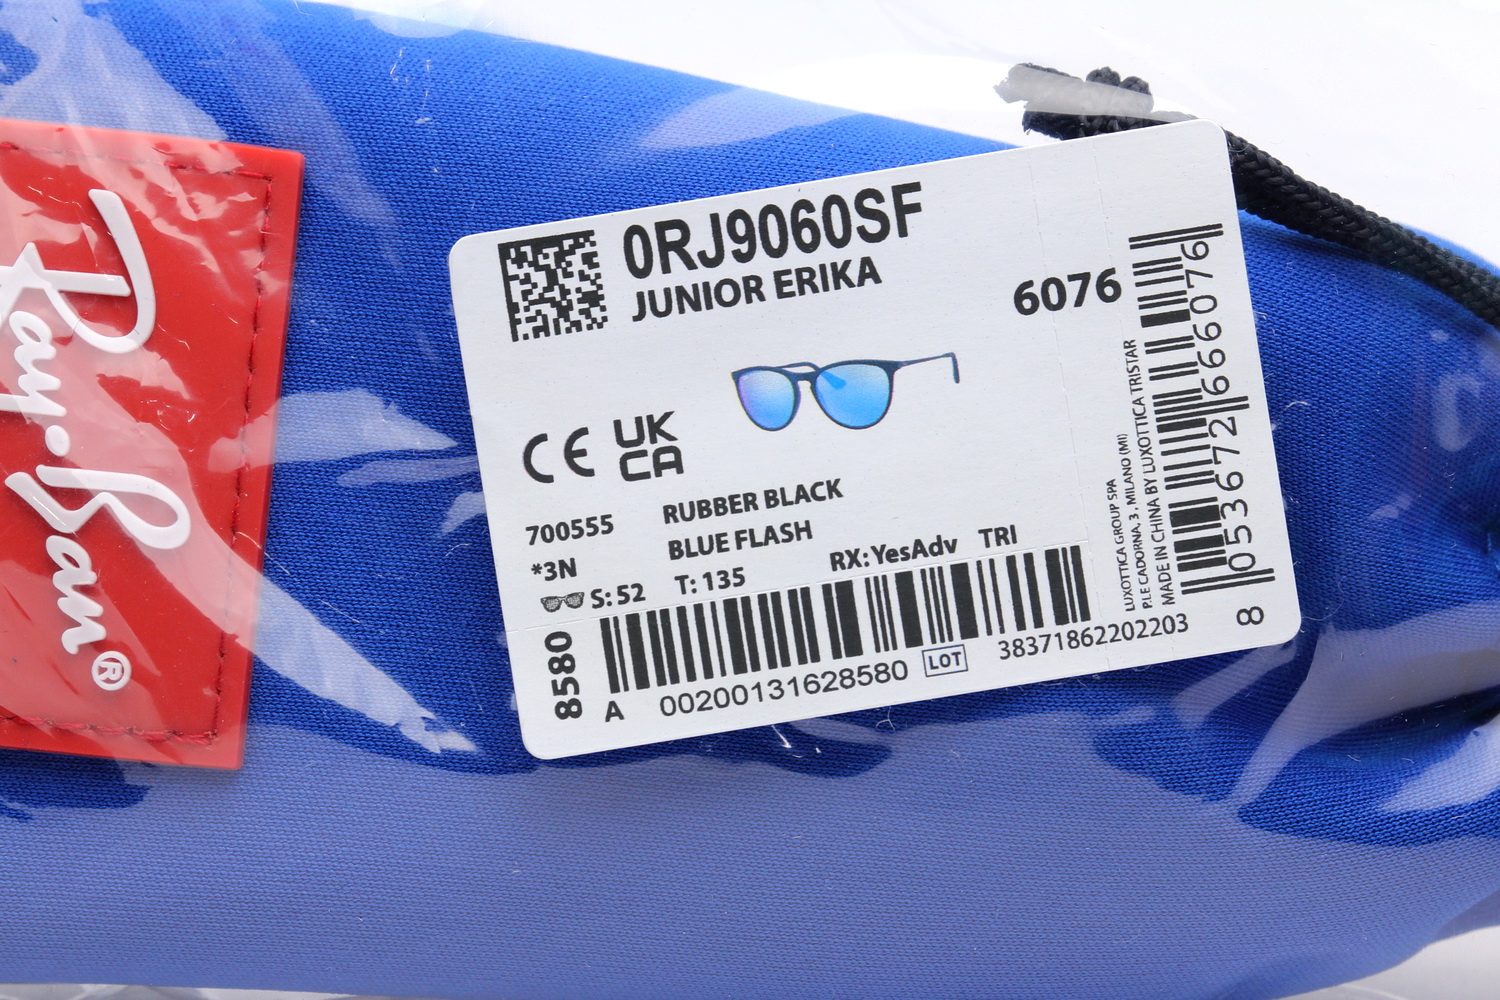 Ray-Ban®
0RJ9060SF
JUNIOR ERIKA
6076
CE UK
CA
700555 RUBBER BLACK
*3N BLUE FLASH
S: 52 T: 135 RX: YesAdv TRI
8580
A 00200131628580 LOT 38371862202203
LUXOTTICA GROUP SPA
P.LE CADORNA, 3, MILANO (MI)
MADE IN CHINA BY LUXOTTICA TRISTAR
8 053672 666076